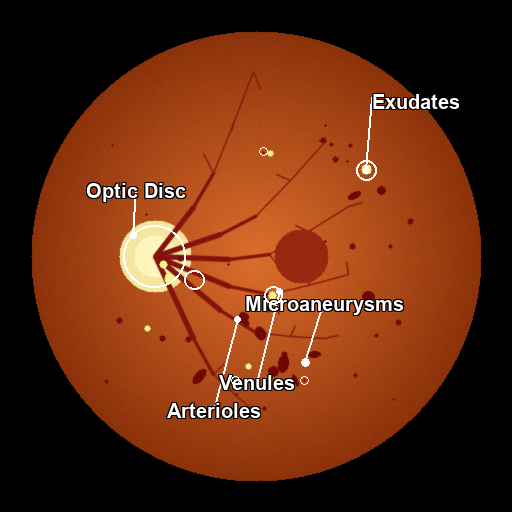 Exudates
Optic Disc
Microaneurysms
Venules
Arterioles